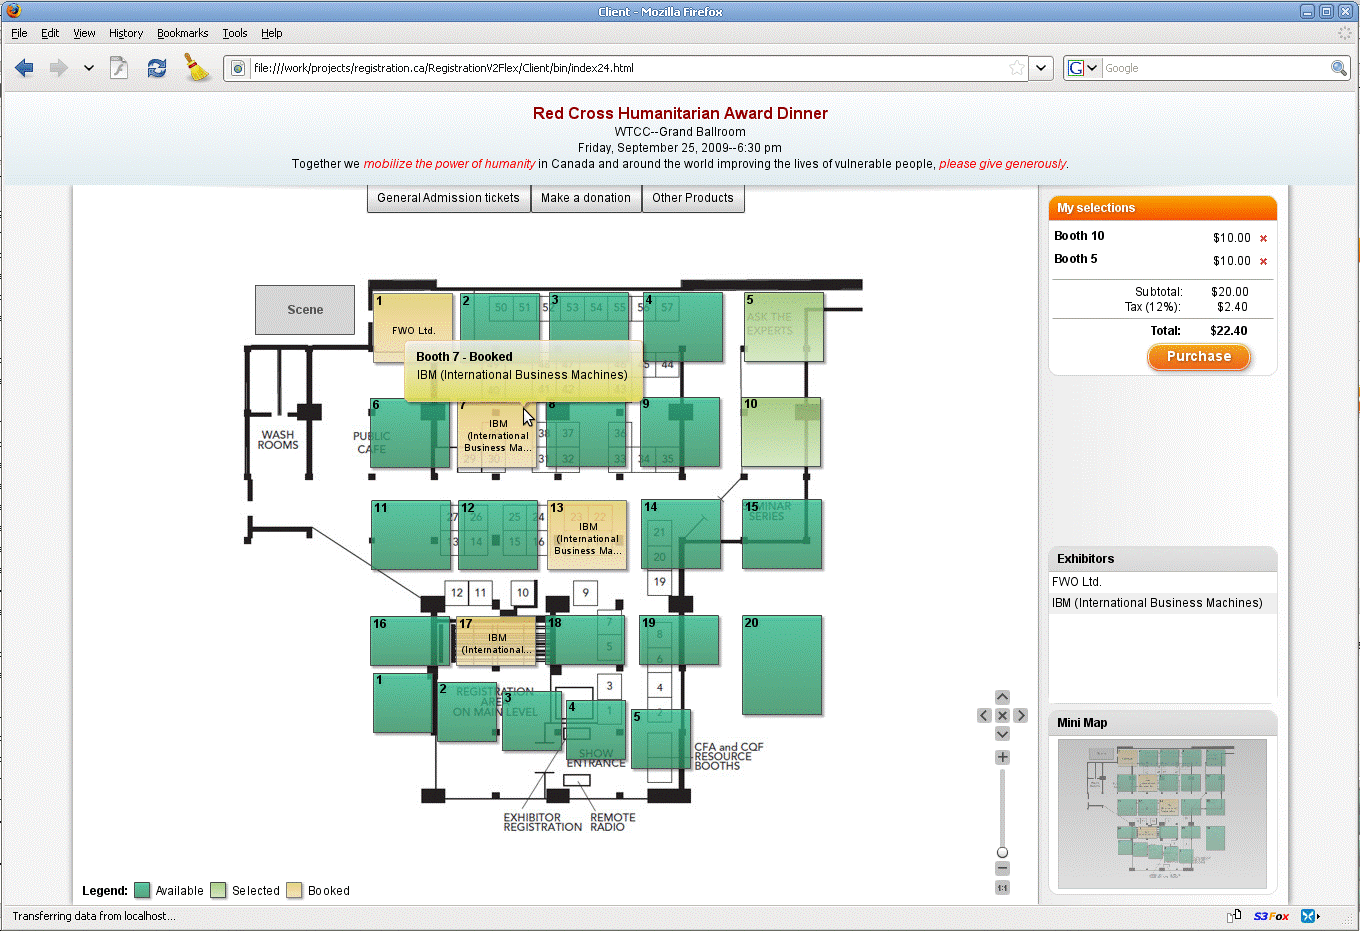 Client - Mozilla Firefox
File Edit View History Bookmarks Tools Help
file:///work/projects/registration.ca/RegistrationV2Flex/Client/bin/index24.html
G Google
Red Cross Humanitarian Award Dinner
WTCC--Grand Ballroom
Friday, September 25, 2009--6:30 pm
Together we mobilize the power of humanity in Canada and around the world improving the lives of vulnerable people, please give generously.
General Admission tickets Make a donation Other Products
My selections
Booth 10 $10.00
Booth 5 $10.00
Subtotal: $20.00
Tax (12%): $2.40
Total: $22.40
Purchase
Scene
1 2 3 4 5
50 51 52 53 54 55 56 57
ASK THE
EXPERTS
FWO Ltd.
Booth 7 - Booked
IBM (International Business Machines)
44
6 7 8 9 10
WASH
ROOMS
PUBLIC
CAFE
IBM
(International
Business Ma...
38 37 36
29 30 31 32 33 34 35
11 12 13 14 15
SEMINAR
SERIES
27 26 25 24 23 22 21
IBM
(International
Business Ma...
13 14 15 16 20
12 11 10 9 19
16 17 18 19 20
IBM
(International...
7 8
5 6
1 2 3 4 5
3 4
1 2
REGISTRATION
AREA
ON MAIN LEVEL
SHOW
ENTRANCE
CFA and CQF
RESOURCE
BOOTHS
EXHIBITOR
REGISTRATION
REMOTE
RADIO
Exhibitors
FWO Ltd.
IBM (International Business Machines)
Mini Map
1:1
Legend: Available Selected Booked
Transferring data from localhost...
S3Fox